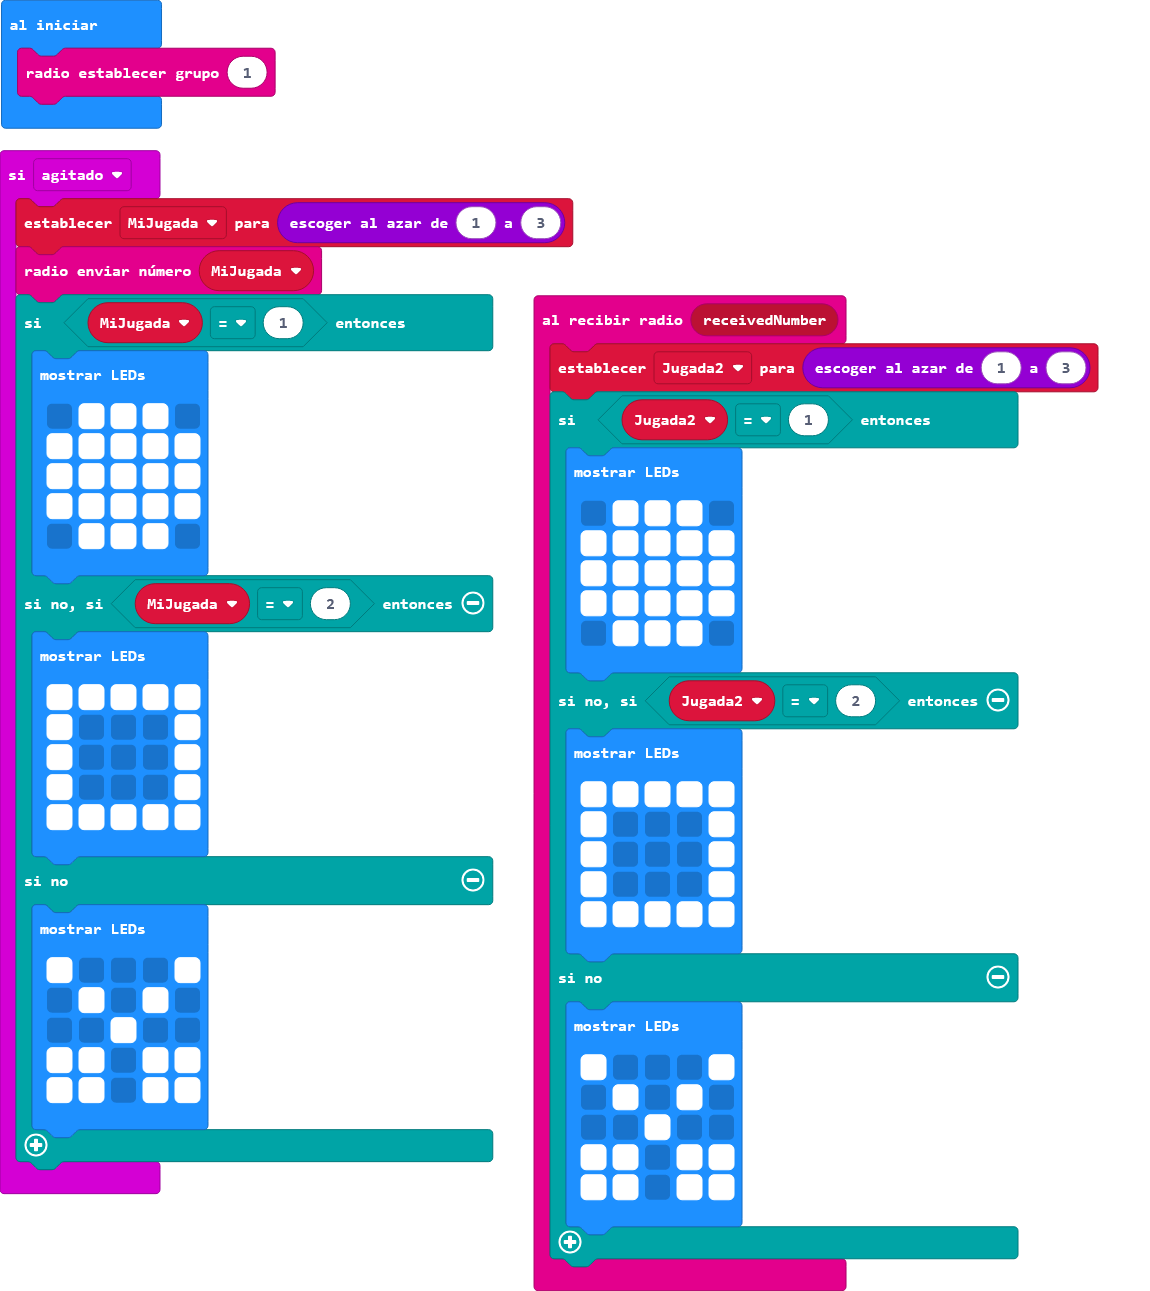 al iniciar
radio establecer grupo 1
si agitado
establecer MiJugada para escoger al azar de 1 a 3
radio enviar número MiJugada
si MiJugada = 1 entonces
mostrar LEDs
si no, si MiJugada = 2 entonces
mostrar LEDs
si no
mostrar LEDs
al recibir radio receivedNumber
establecer Jugada2 para escoger al azar de 1 a 3
si Jugada2 = 1 entonces
mostrar LEDs
si no, si Jugada2 = 2 entonces
mostrar LEDs
si no
mostrar LEDs